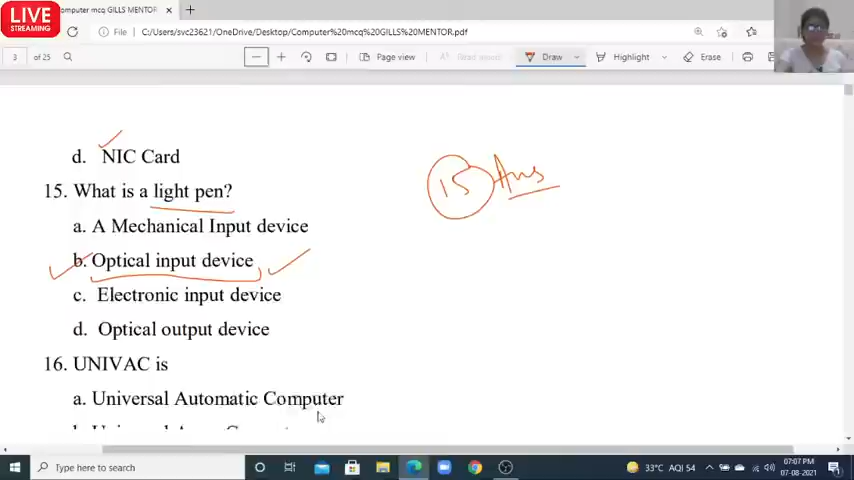 LIVE
STREAMING
omputer mcq GILLS MENTOR
File
C:/Users/svc23621/OneDrive/Desktop/Computer%20mcq%20GILLS%20MENTOR.pdf
3 of 25
Page view
Read aloud
Draw
Highlight
Erase
d. NIC Card
15. What is a light pen?
15 Ans
a. A Mechanical Input device
b. Optical input device
c. Electronic input device
d. Optical output device
16. UNIVAC is
a. Universal Automatic Computer
Type here to search
33°C AQI 54
07:07 PM
07-08-2021